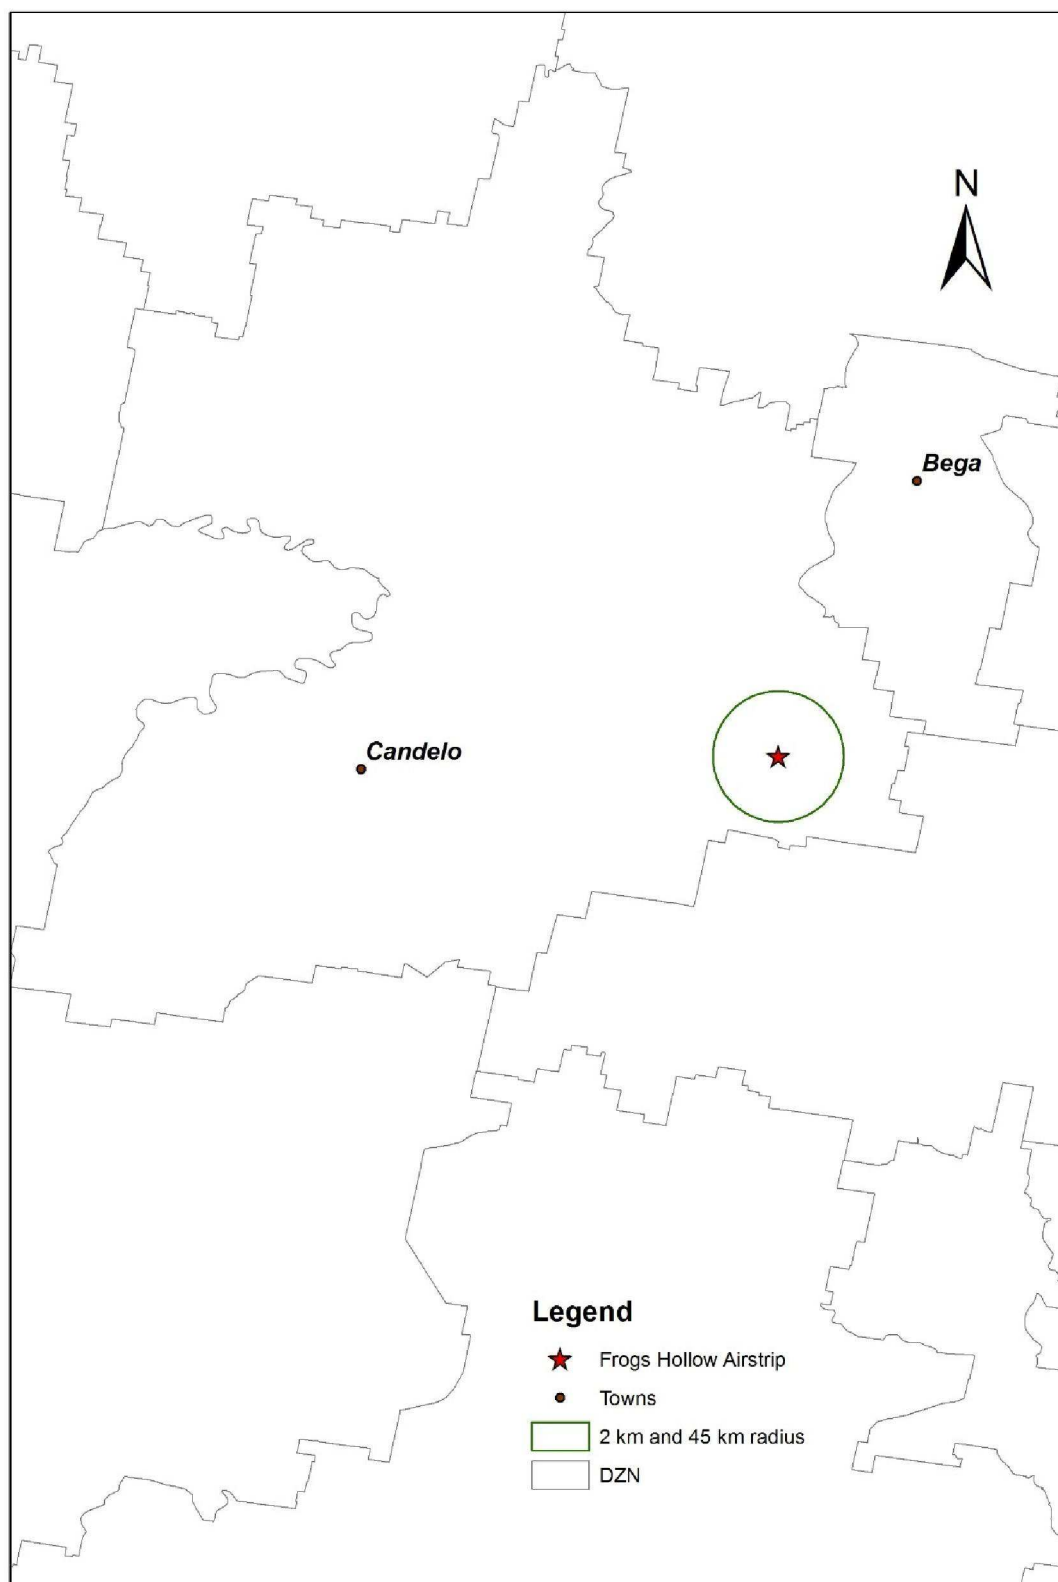 N
Bega
Candelo
Legend
Frogs Hollow Airstrip
Towns
2 km and 45 km radius
DZN